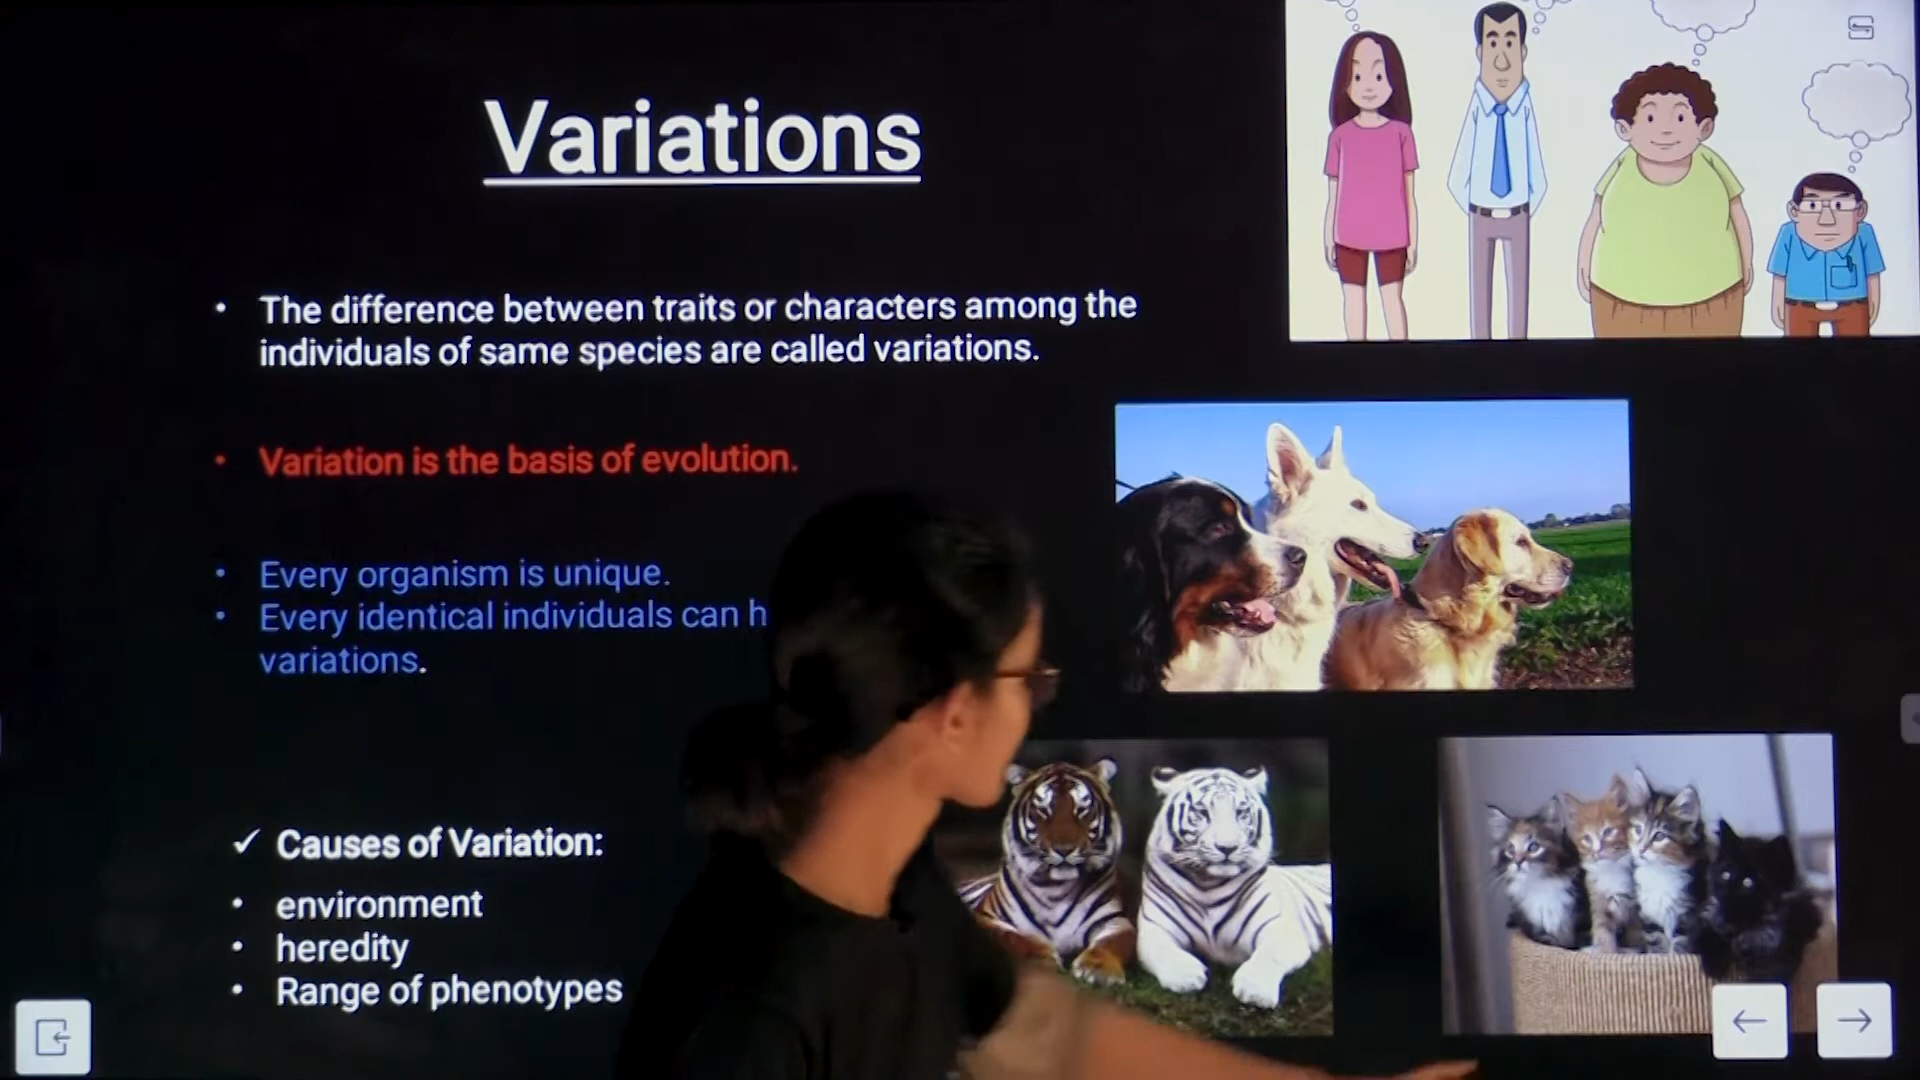 Variations
• The difference between traits or characters among the
individuals of same species are called variations.
• Variation is the basis of evolution.
• Every organism is unique.
• Every identical individuals can
variations.
✓ Causes of Variation:
• environment
• heredity
• Range of phenotypes